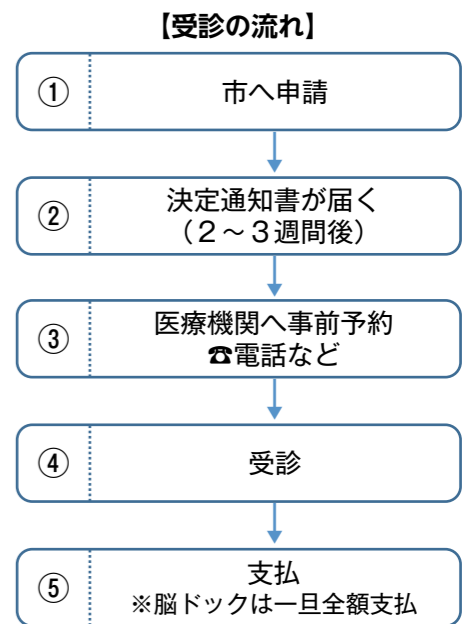 【受診の流れ】
① 市へ申請
② 決定通知書が届く
（２～３週間後）
③ 医療機関へ事前予約
☎電話など
④ 受診
⑤ 支払
※脳ドックは一旦全額支払